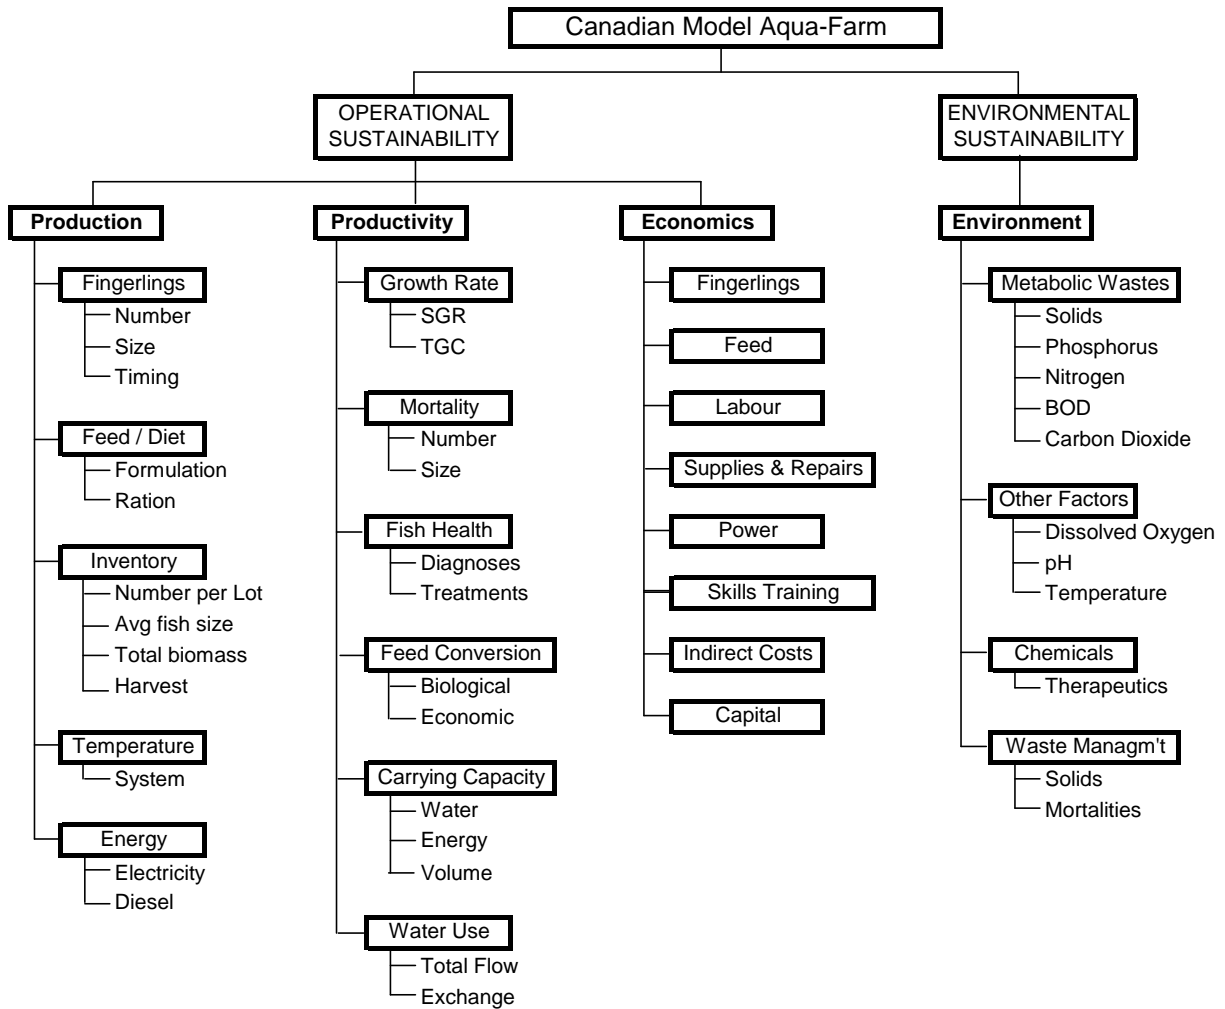 Canadian Model Aqua-Farm
OPERATIONAL
SUSTAINABILITY
ENVIRONMENTAL
SUSTAINABILITY
Production
Fingerlings
Number
Size
Timing
Feed / Diet
Formulation
Ration
Inventory
Number per Lot
Avg fish size
Total biomass
Harvest
Temperature
System
Energy
Electricity
Diesel
Productivity
Growth Rate
SGR
TGC
Mortality
Number
Size
Fish Health
Diagnoses
Treatments
Feed Conversion
Biological
Economic
Carrying Capacity
Water
Energy
Volume
Water Use
Total Flow
Exchange
Economics
Fingerlings
Feed
Labour
Supplies & Repairs
Power
Skills Training
Indirect Costs
Capital
Environment
Metabolic Wastes
Solids
Phosphorus
Nitrogen
BOD
Carbon Dioxide
Other Factors
Dissolved Oxygen
pH
Temperature
Chemicals
Therapeutics
Waste Managm't
Solids
Mortalities